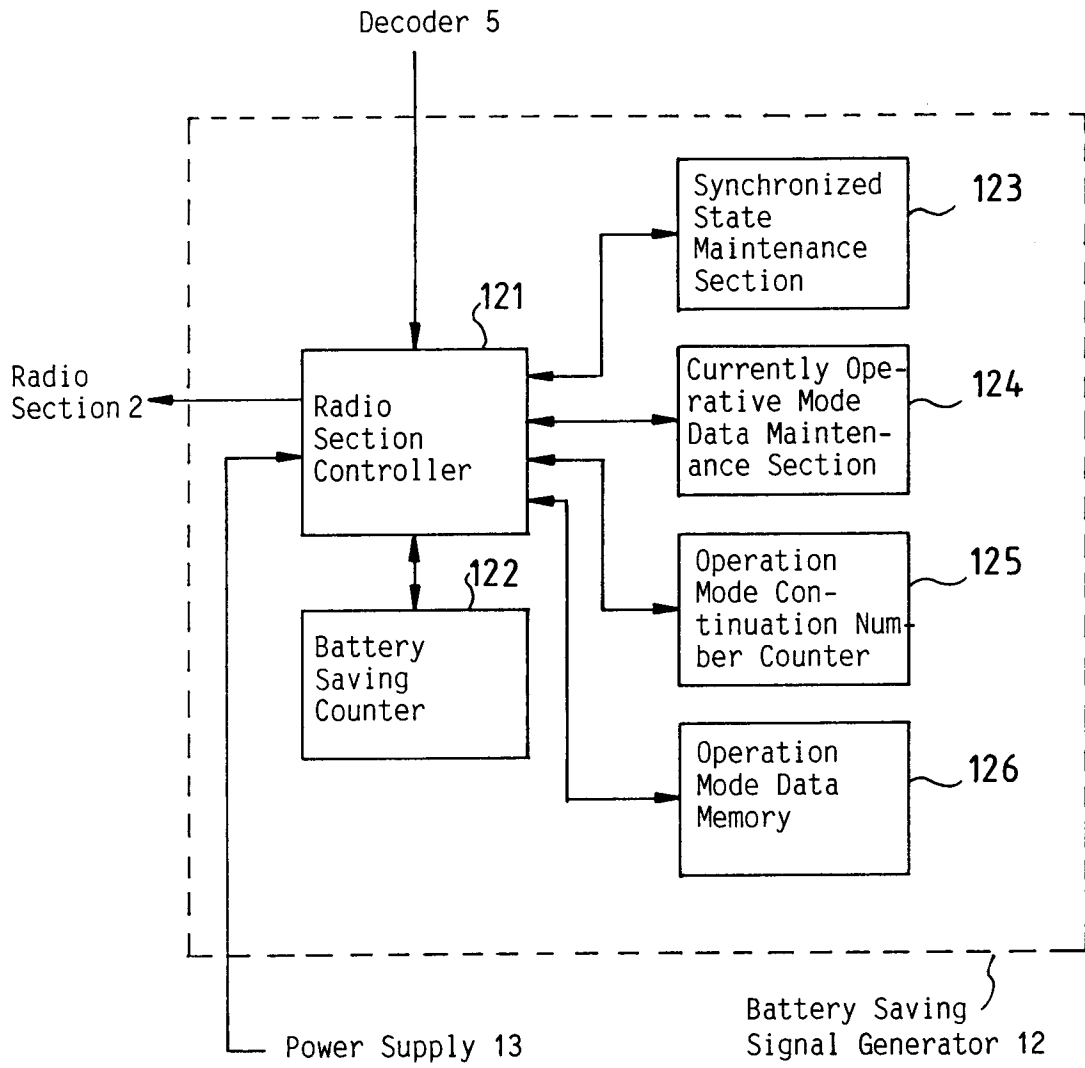 Decoder 5
Synchronized
State
Maintenance
Section
123
121
Radio
Section 2
Radio
Section
Controller
Currently Ope-
rative Mode
Data Mainten-
ance Section
124
122
Battery
Saving
Counter
Operation
Mode Con-
tinuation Num-
ber Counter
125
Operation
Mode Data
Memory
126
Power Supply 13
Battery Saving
Signal Generator 12